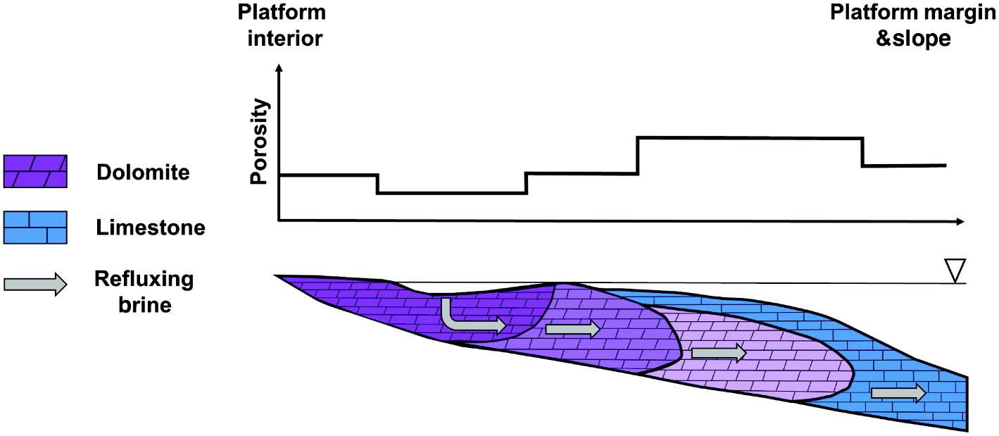 Platform
interior
Platform margin
&slope
Porosity
Dolomite
Limestone
Refluxing
brine